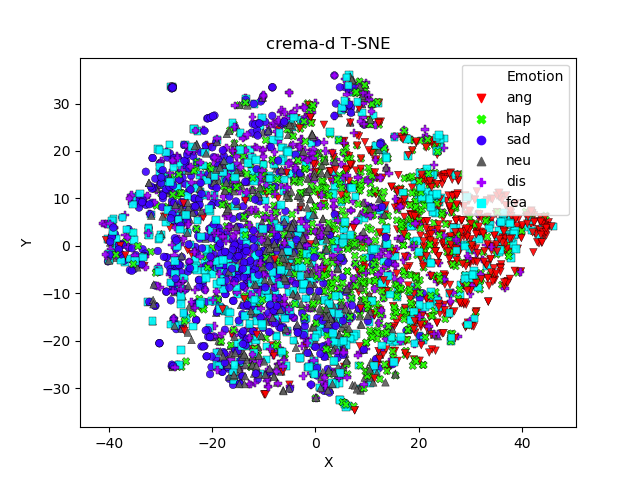 crema-d T-SNE
Emotion
ang
hap
sad
neu
dis
fea
30
20
10
0
−10
−20
−30
Y
−40
−20
0
20
40
X